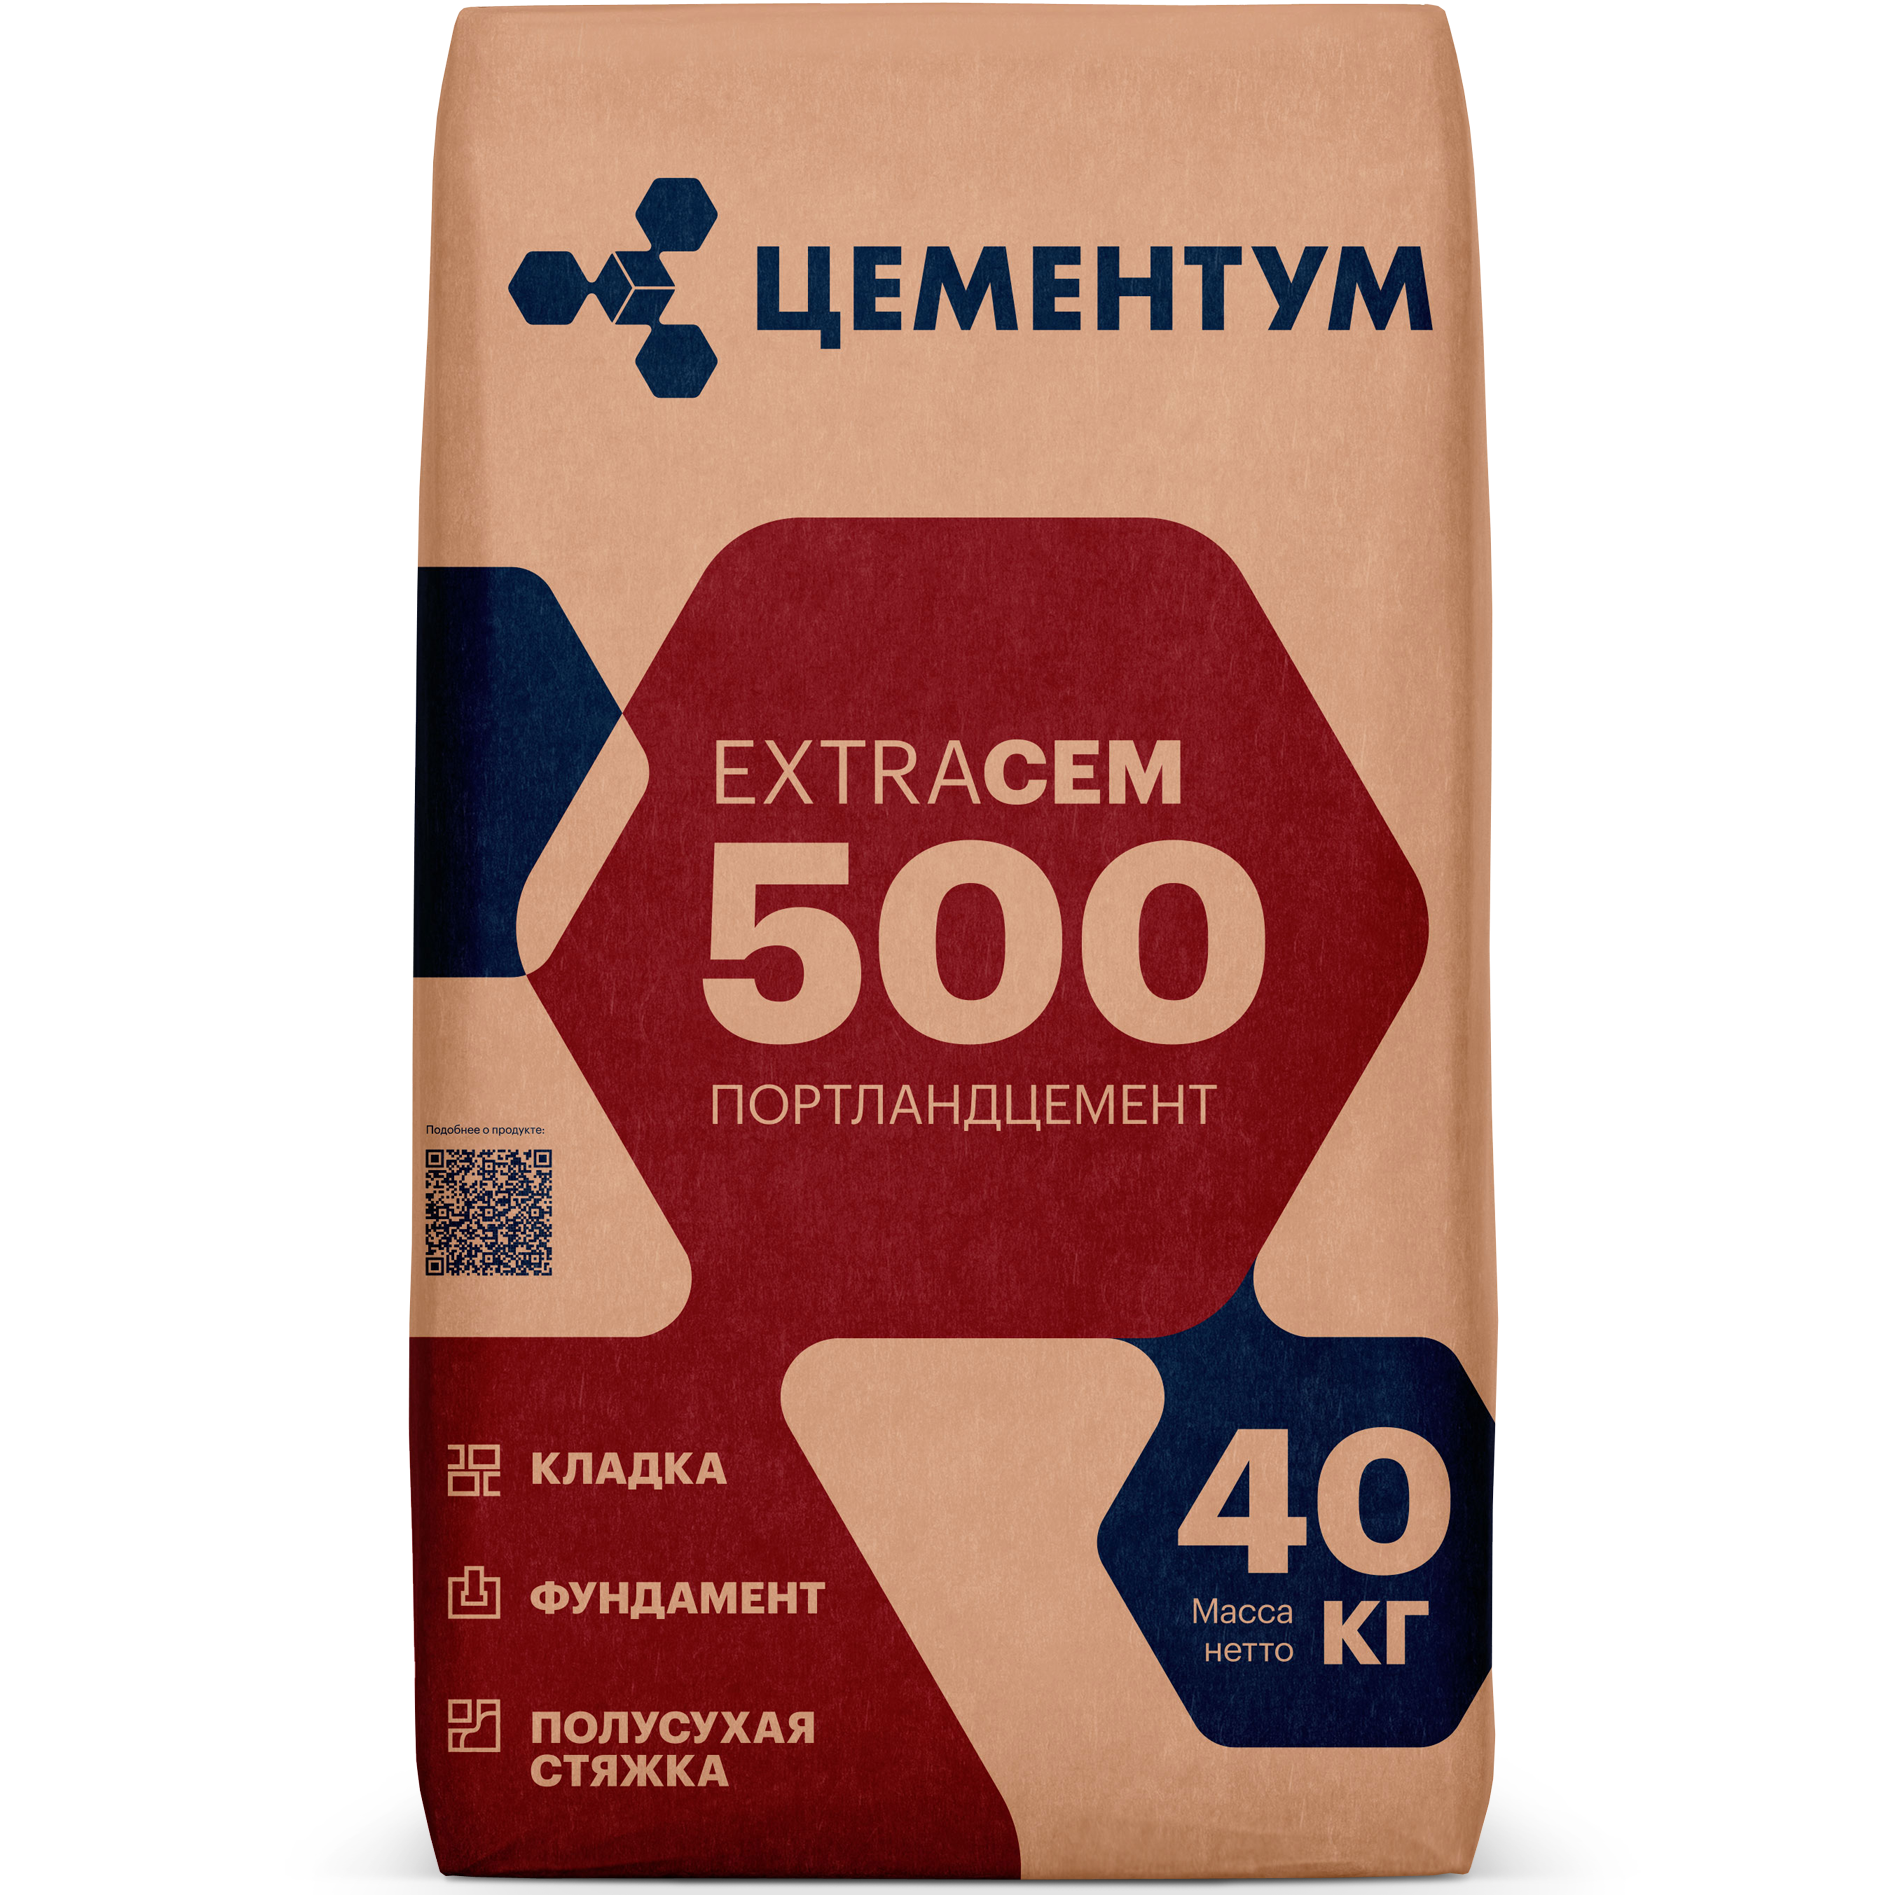 ЦЕМЕНТУМ
EXTRACEM
500
ПОРТЛАНДЦЕМЕНТ
Подобнее о продукте:
КЛАДКА
ФУНДАМЕНТ
ПОЛУСУХАЯ
СТЯЖКА
40
Масса
нетто
КГ